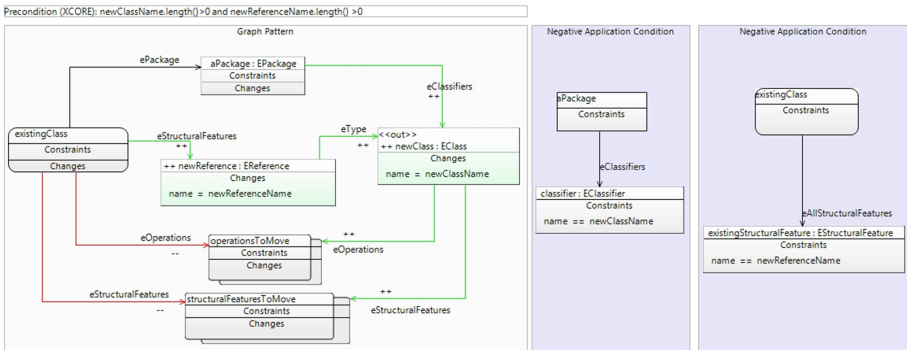 Precondition (XCORE): newClassName.length()>0 and newReferenceName.length() >0
Graph Pattern
ePackage
aPackage : EPackage
Constraints
Changes
eClassifiers
++
existingClass
Constraints
Changes
eStructuralFeatures
++
eType
++
<<out>>
++ newClass : EClass
Changes
name = newClassName
++ newReference : EReference
Changes
name = newReferenceName
eOperations
--
operationsToMove
Constraints
Changes
++
eOperations
eStructuralFeatures
--
structuralFeaturesToMove
Constraints
Changes
++
eStructuralFeatures
Negative Application Condition
aPackage
Constraints
eClassifiers
classifier : EClassifier
Constraints
name == newClassName
Negative Application Condition
existingClass
Constraints
eAllStructuralFeatures
existingStructuralFeature : EStructuralFeature
Constraints
name == newReferenceName